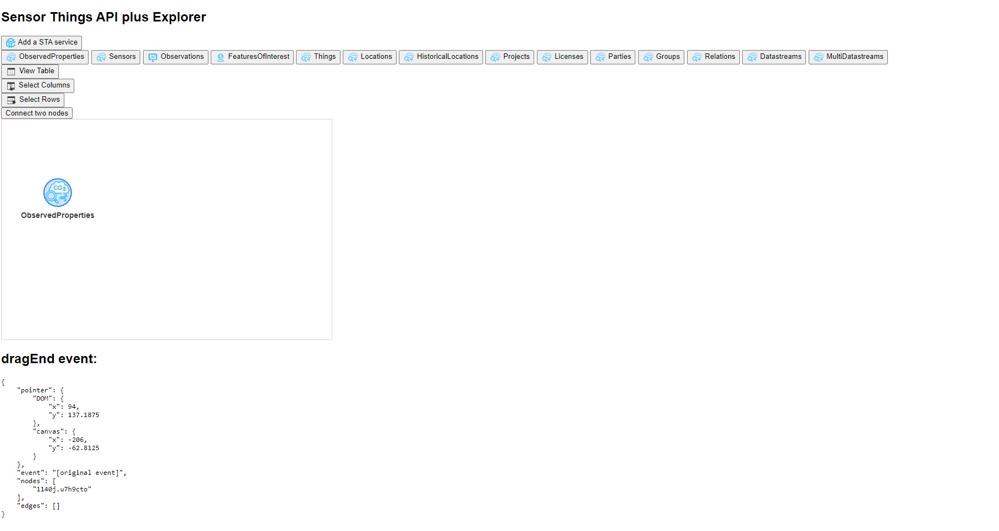 Sensor Things API plus Explorer
Add a STA service
ObservedProperties Sensors Observations FeaturesOfInterest Things Locations HistoricalLocations Projects Licenses Parties Groups Relations Datastreams MultiDatastreams
View Table
Select Columns
Select Rows
Connect two nodes
CO2
ObservedProperties
dragEnd event:
{
    "pointer": {
        "DOM": {
            "x": 94,
            "y": 137.1875
        },
        "canvas": {
            "x": -206,
            "y": -62.8125
        }
    },
    "event": "[original event]",
    "nodes": [
        "1140j.u7h9cto"
    ],
    "edges": []
}